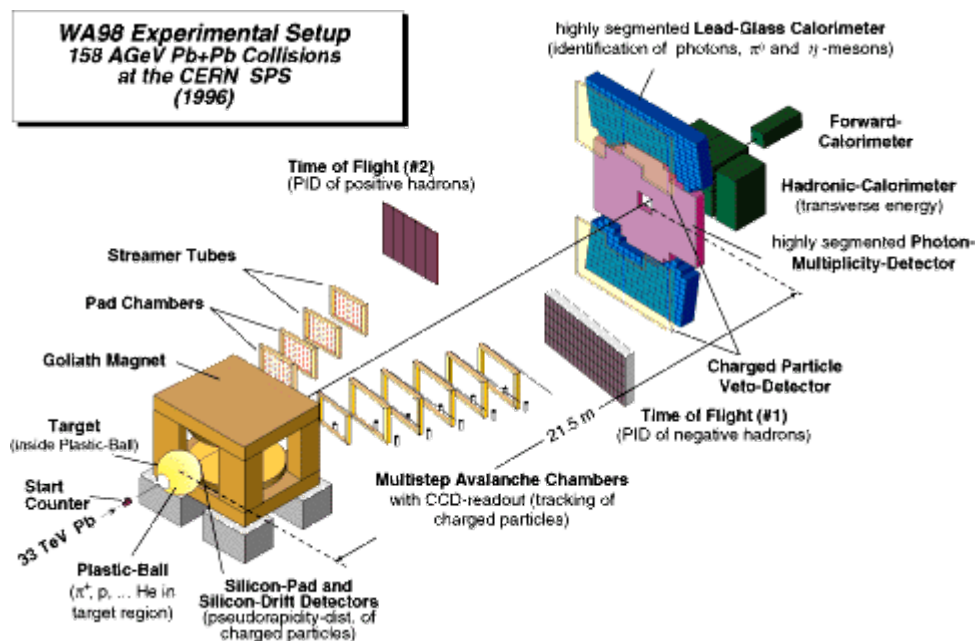 WA98 Experimental Setup
158 AGeV Pb+Pb Collisions
at the CERN SPS
(1996)
highly segmented Lead-Glass Calorimeter
(identification of photons, π⁰ and η -mesons)
Forward-
Calorimeter
Time of Flight (#2)
(PID of positive hadrons)
Hadronic-Calorimeter
(transverse energy)
highly segmented Photon-
Multiplicity-Detector
Streamer Tubes
Pad Chambers
Goliath Magnet
Charged Particle
Veto-Detector
Time of Flight (#1)
(PID of negative hadrons)
21.5 m
Target
(inside Plastic-Ball)
Multistep Avalanche Chambers
with CCD-readout (tracking of
charged particles)
Start
Counter
33 TeV Pb
Plastic-Ball
(π⁺, p, ... He in
target region)
Silicon-Pad and
Silicon-Drift Detectors
(pseudorapidity-dist. of
charged particles)